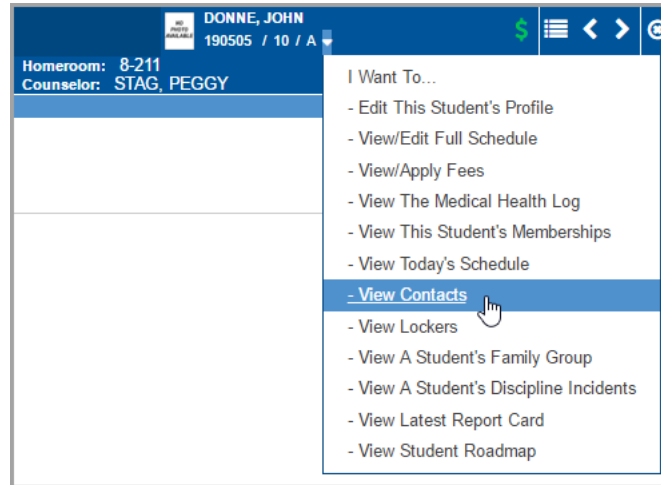 NO
PHOTO
AVAILABLE
DONNE, JOHN
190505 / 10 / A
$
Homeroom: 8-211
Counselor: STAG, PEGGY
I Want To...
- Edit This Student's Profile
- View/Edit Full Schedule
- View/Apply Fees
- View The Medical Health Log
- View This Student's Memberships
- View Today's Schedule
- View Contacts
- View Lockers
- View A Student's Family Group
- View A Student's Discipline Incidents
- View Latest Report Card
- View Student Roadmap